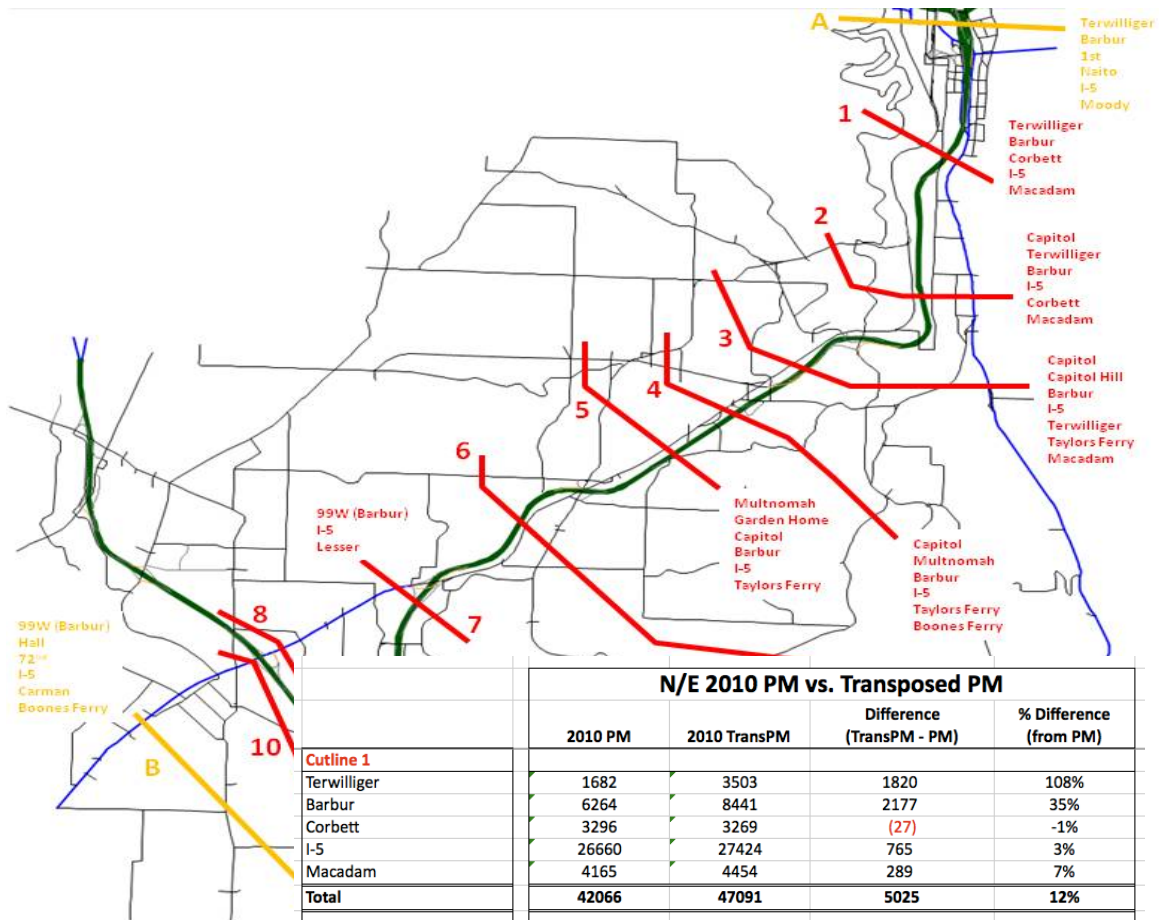 A
Terwilliger
Barbur
1st
Naito
I-5
Moody
1
Terwilliger
Barbur
Corbett
I-5
Macadam
2
Capitol
Terwilliger
Barbur
I-5
Corbett
Macadam
3
Capitol
Capitol Hill
Barbur
I-5
Terwilliger
Taylors Ferry
Macadam
4
Capitol
Multnomah
Barbur
I-5
Taylors Ferry
Boones Ferry
5
Multnomah
Garden Home
Capitol
Barbur
I-5
Taylors Ferry
6
99W (Barbur)
I-5
Lesser
7
8
99W (Barbur)
Hall
72nd
I-5
Carman
Boones Ferry
10
B
N/E 2010 PM vs. Transposed PM
2010 PM 2010 TransPM Difference (TransPM - PM) % Difference (from PM)
Cutline 1
Terwilliger 1682 3503 1820 108%
Barbur 6264 8441 2177 35%
Corbett 3296 3269 (27) -1%
I-5 26660 27424 765 3%
Macadam 4165 4454 289 7%
Total 42066 47091 5025 12%